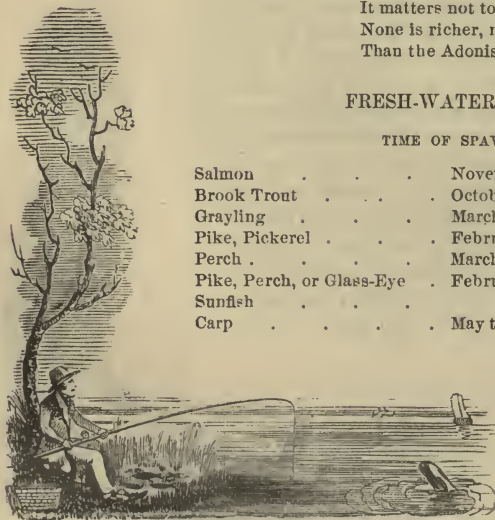 It matters not to
None is richer, r
Than the Adonis
FRESH-WATER
TIME OF SPAW
Salmon . . . Nove
Brook Trout . . . Octob
Grayling . . . March
Pike, Pickerel . . . Febru
Perch . . . . March
Pike, Perch, or Glass-Eye . Febru
Sunfish . . .
Carp . . . . May t